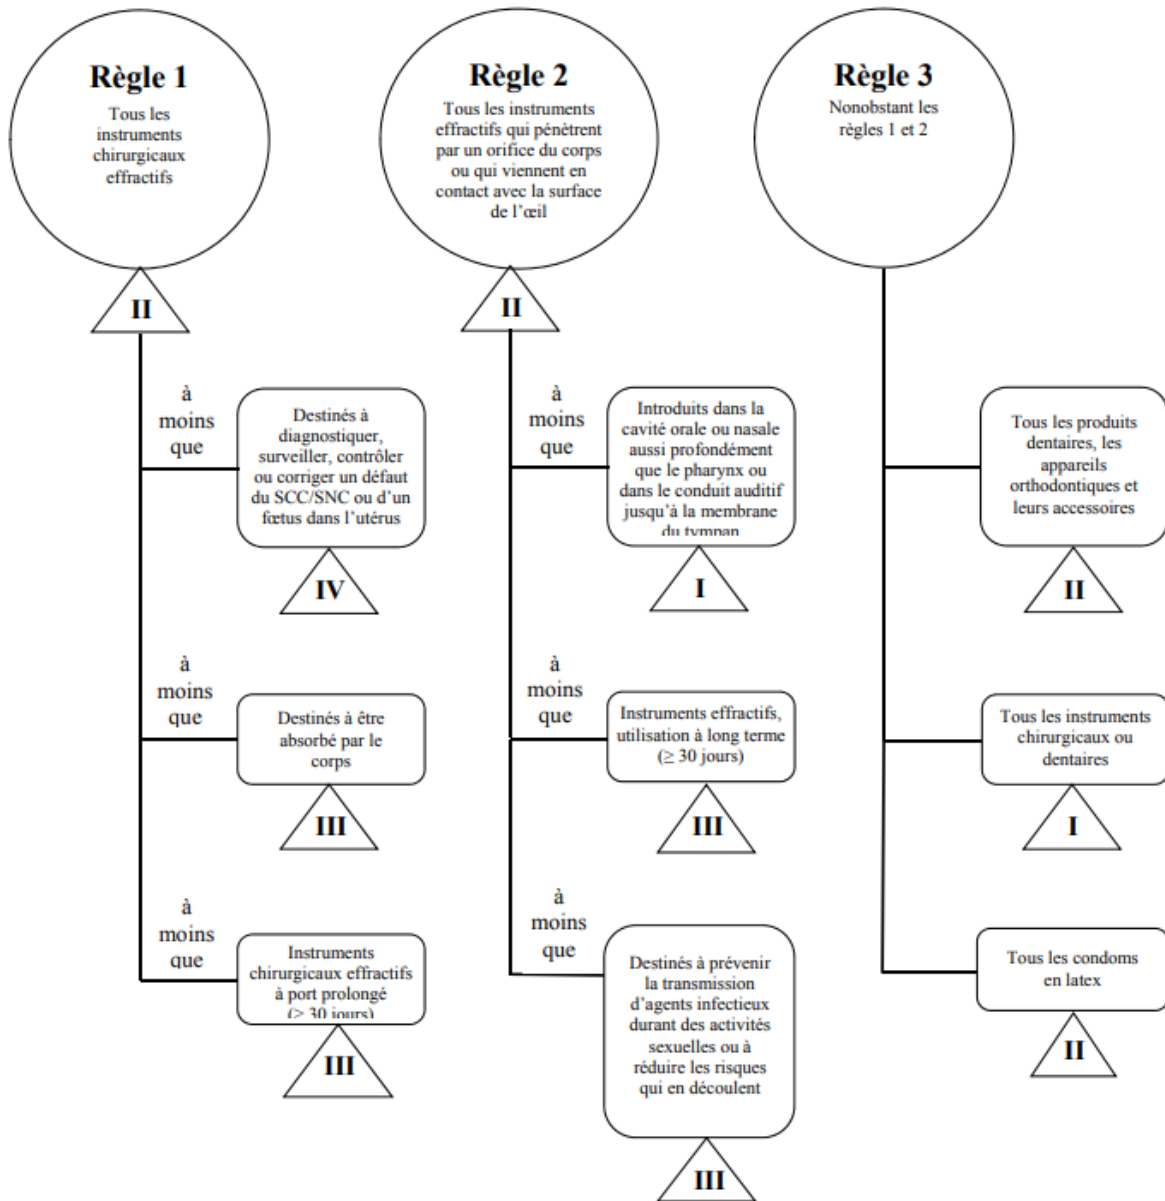 Règle 1
Tous les
instruments
chirurgicaux
effractifs
II
à
moins
que
Destinés à
diagnostiquer,
surveiller, contrôler
ou corriger un défaut
du SCC/SNC ou d'un
fœtus dans l'utérus
IV
à
moins
que
Destinés à être
absorbé par le
corps
III
à
moins
que
Instruments
chirurgicaux effractifs
à port prolongé
(≥ 30 jours)
III
Règle 2
Tous les instruments
effractifs qui pénètrent
par un orifice du corps
ou qui viennent en
contact avec la surface
de l'œil
II
à
moins
que
Introduits dans la
cavité orale ou nasale
aussi profondément
que le pharynx ou
dans le conduit auditif
jusqu'à la membrane
du tympan
I
à
moins
que
Instruments effractifs,
utilisation à long terme
(≥ 30 jours)
III
à
moins
que
Destinés à prévenir
la transmission
d'agents infectieux
durant des activités
sexuelles ou à
réduire les risques
qui en découlent
III
Règle 3
Nonobstant les
règles 1 et 2
Tous les produits
dentaires, les
appareils
orthodontiques et
leurs accessoires
II
Tous les instruments
chirurgicaux ou
dentaires
I
Tous les condoms
en latex
II